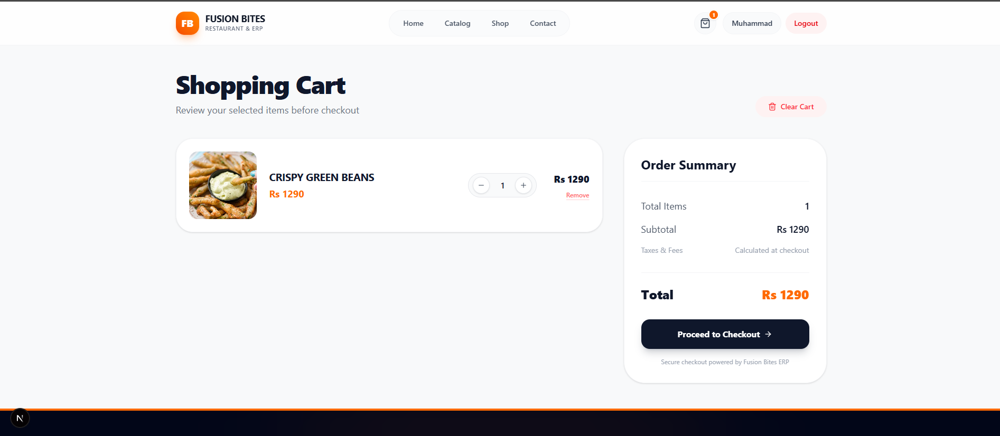 FB
FUSION BITES
RESTAURANT & ERP
Home
Catalog
Shop
Contact
1
Muhammad
Logout
Shopping Cart
Review your selected items before checkout
Clear Cart
CRISPY GREEN BEANS
Rs 1290
1
Rs 1290
Remove
Order Summary
Total Items 1
Subtotal Rs 1290
Taxes & Fees Calculated at checkout
Total Rs 1290
Proceed to Checkout →
Secure checkout powered by Fusion Bites ERP
N